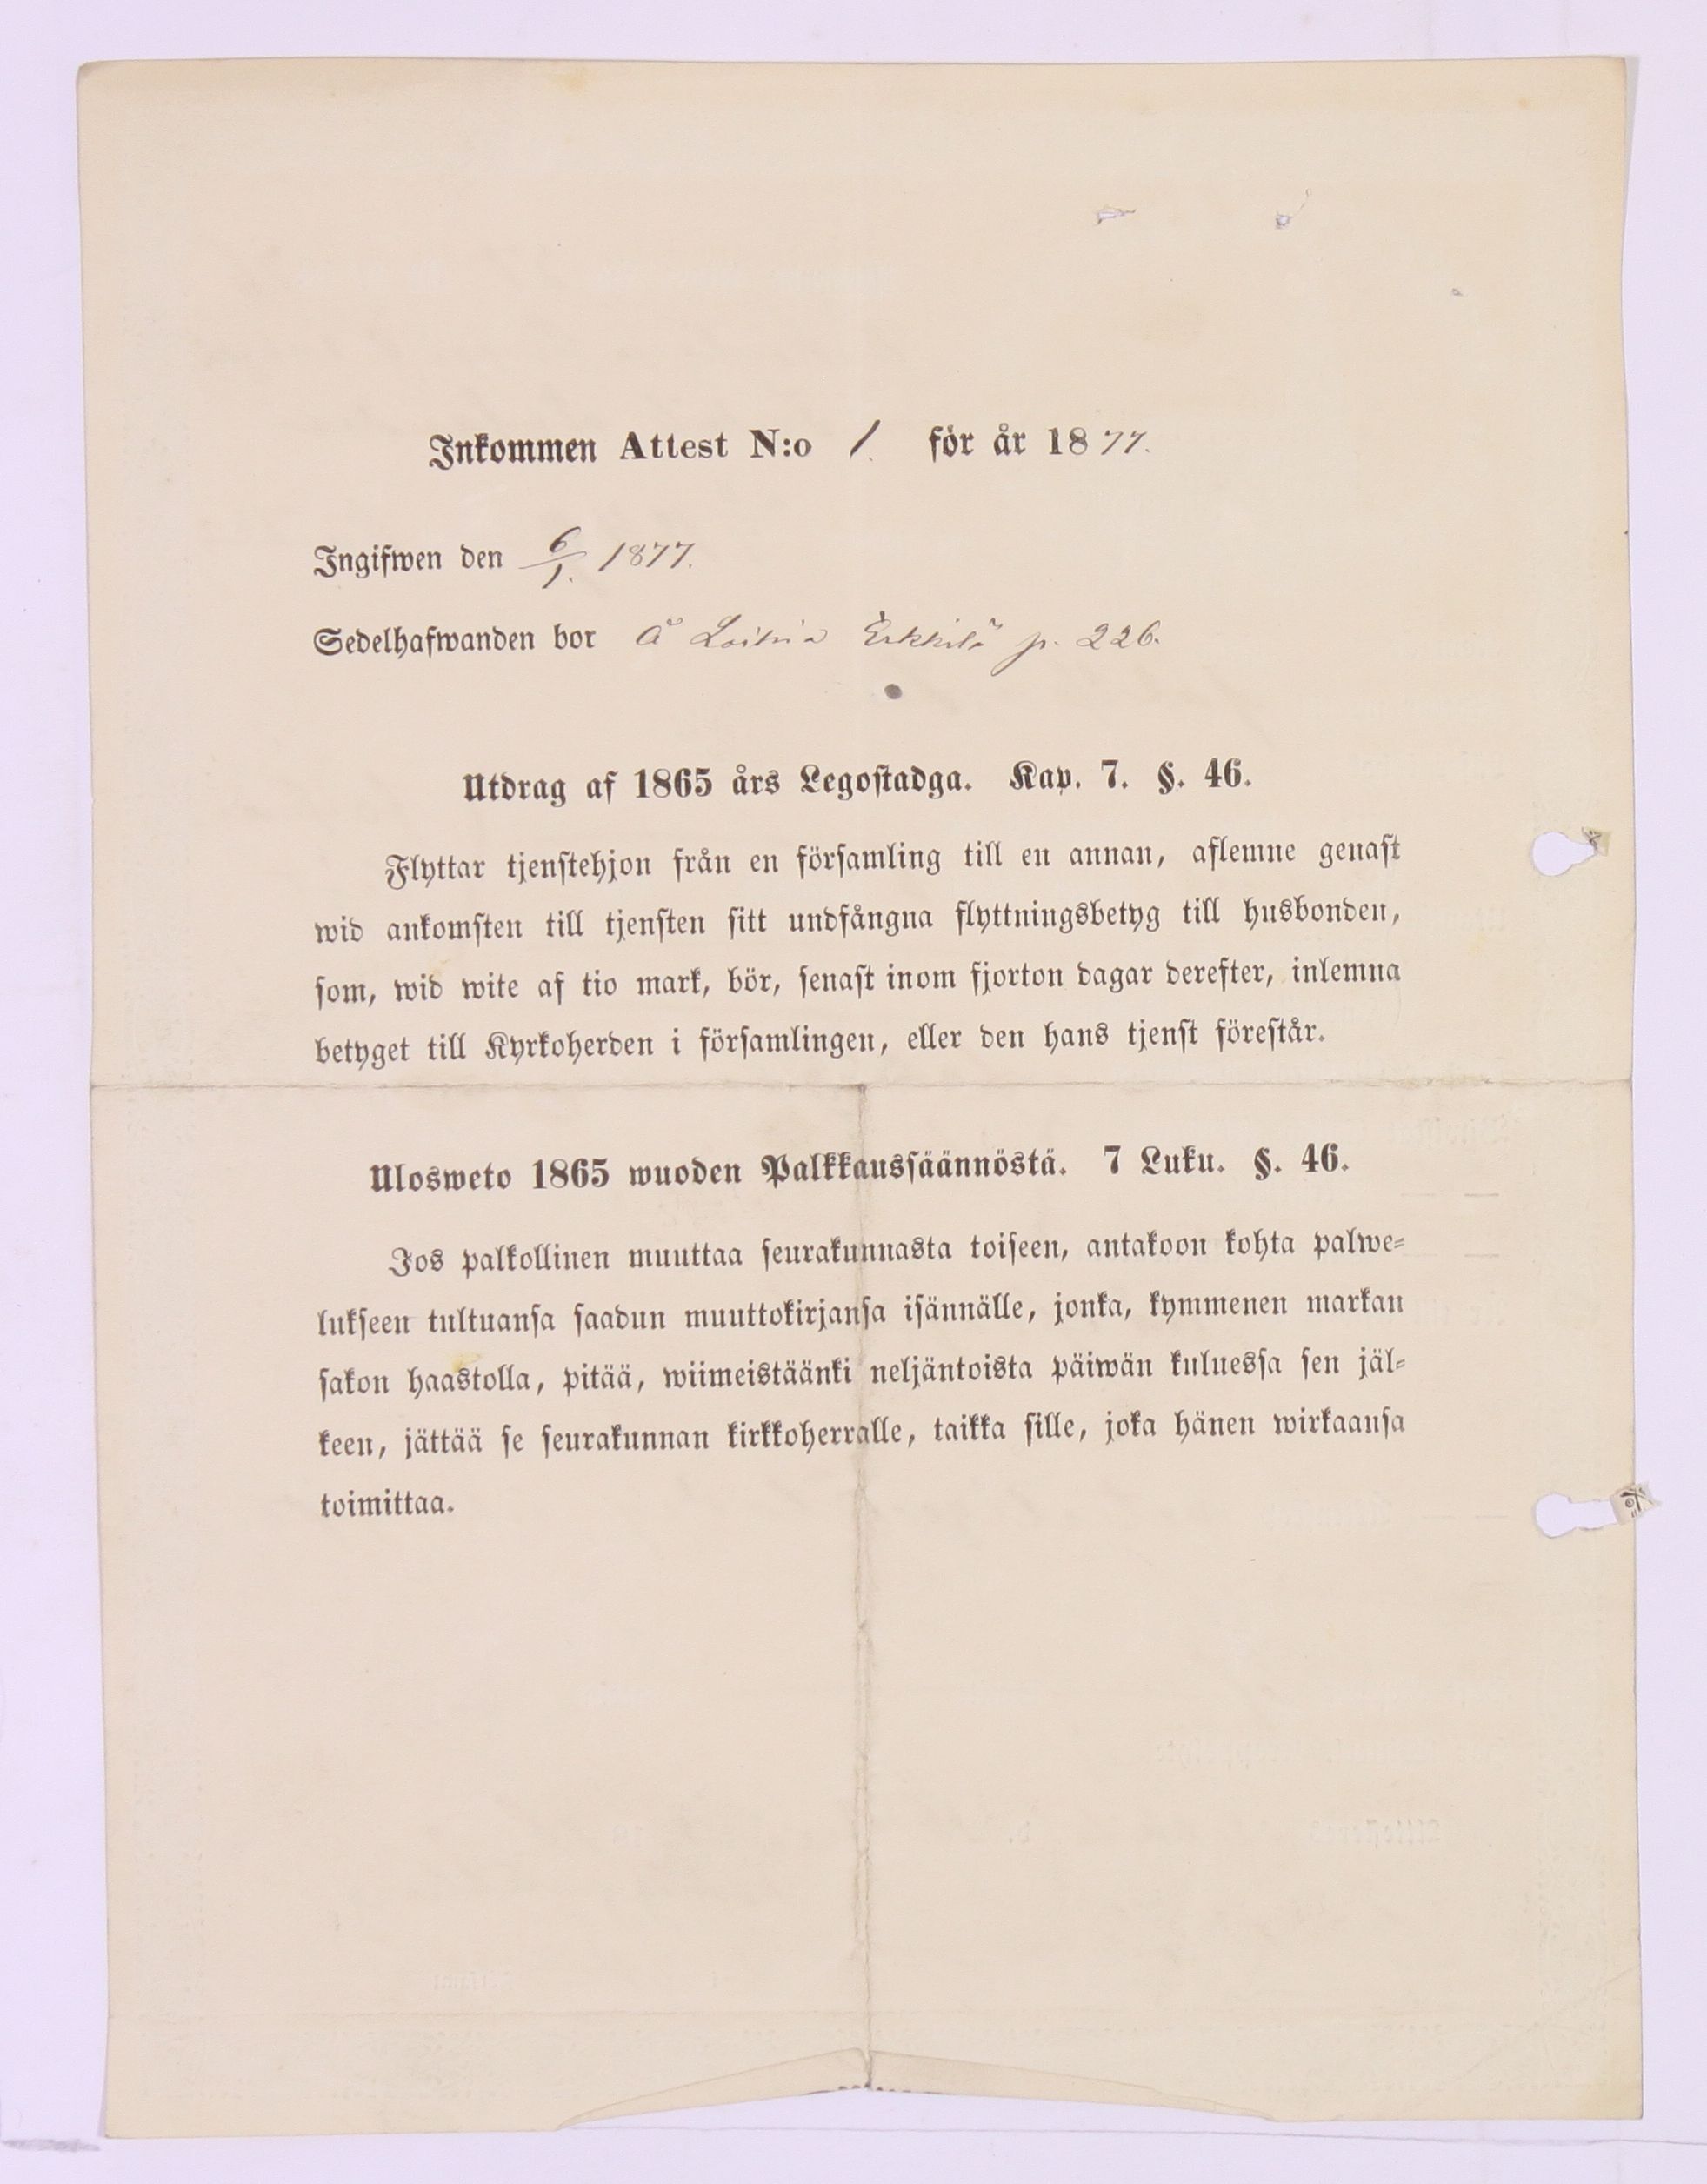 Inkommen Attest N:o 1. för år 1877.
Ingifwen den 6/1. 1877.
Sedelhafwanden bor å Loihia Erkkilä p. 226.
Utdrag af 1865 års Legostadga. Kap. 7. §. 46.
Flyttar tjenstehjon från en församling till en annan, aflemne genast
wid ankomsten till tjensten sitt undfångna flyttningsbetyg till husbonden,
som, wid wite af tio mark, bör, senast inom fjorton dagar derefter, inlemna
betyget till Kyrkoherden i församlingen, eller den hans tjenst förestår.
Ulosweto 1865 wuoden Palkkaussäännöstä. 7 Luku. §. 46.
Jos palkollinen muuttaa seurakunnasta toiseen, antakoon kohta palwe=
lukseen tultuansa saadun muuttokirjansa isännälle, jonka, kymmenen markan
sakon haastolla, pitää, wiimeistäänki neljäntoista päiwän kuluessa sen jäl=
keen, jättää se seurakunnan kirkkoherralle, taikka sille, joka hänen wirkaansa
toimittaa.